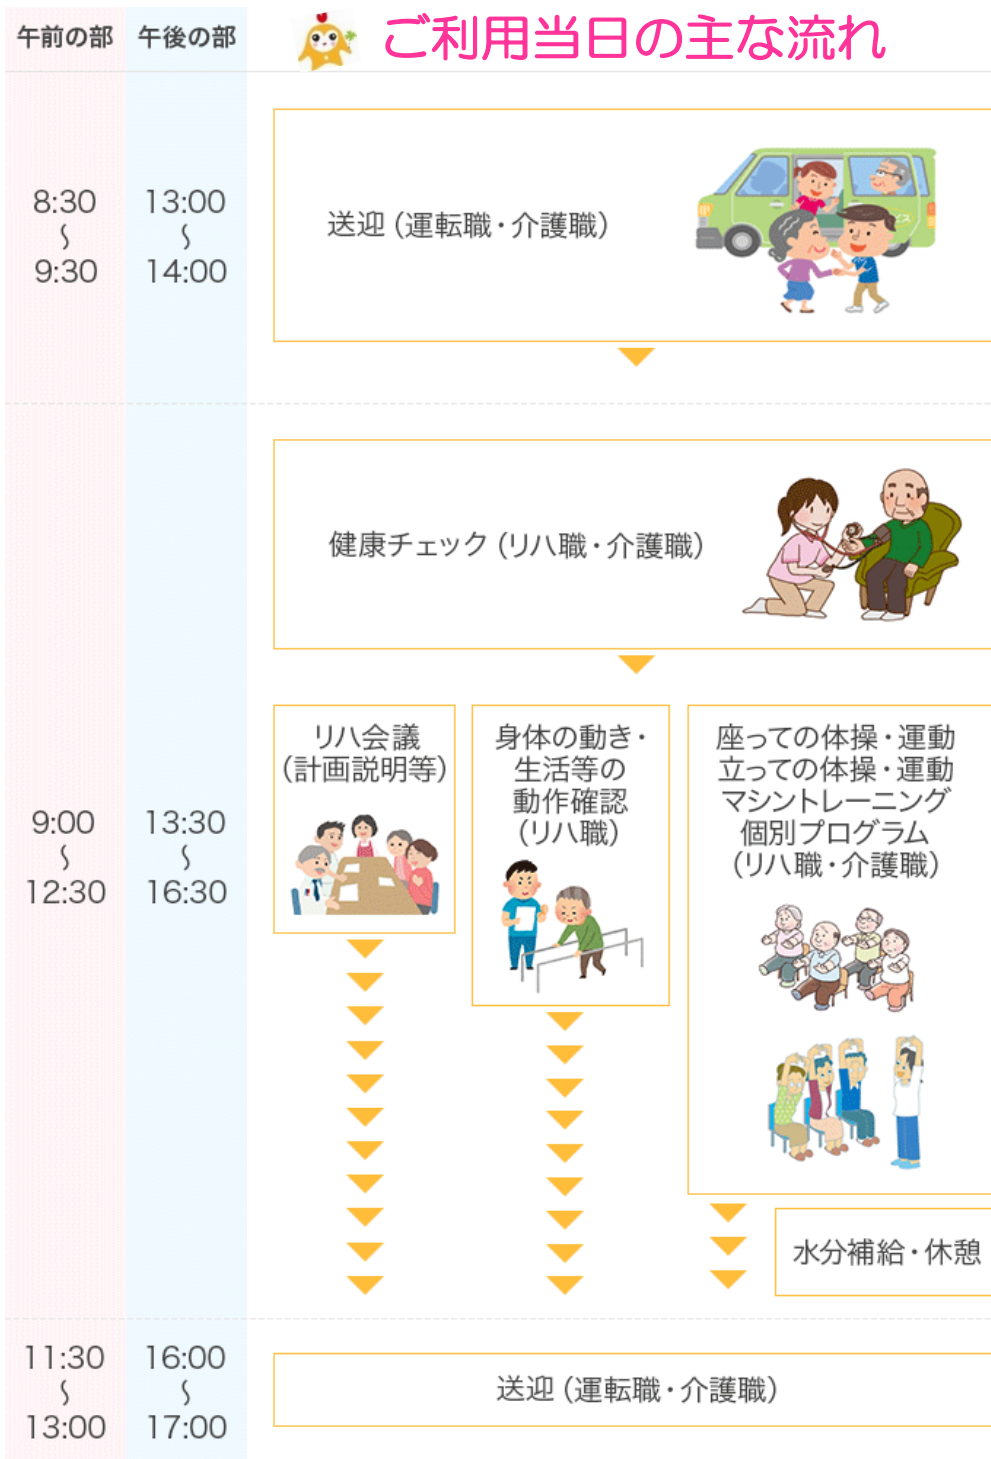 午前の部 午後の部 ご利用当日の主な流れ
8:30 13:00
〜 〜
9:30 14:00
送迎(運転職・介護職)
ビス
健康チェック(リハ職・介護職)
9:00 13:30
〜 〜
12:30 16:30
リハ会議
(計画説明等)
身体の動き・
生活等の
動作確認
(リハ職)
座っての体操・運動
立っての体操・運動
マシントレーニング
個別プログラム
(リハ職・介護職)
水分補給・休憩
11:30 16:00
〜 〜
13:00 17:00
送迎(運転職・介護職)